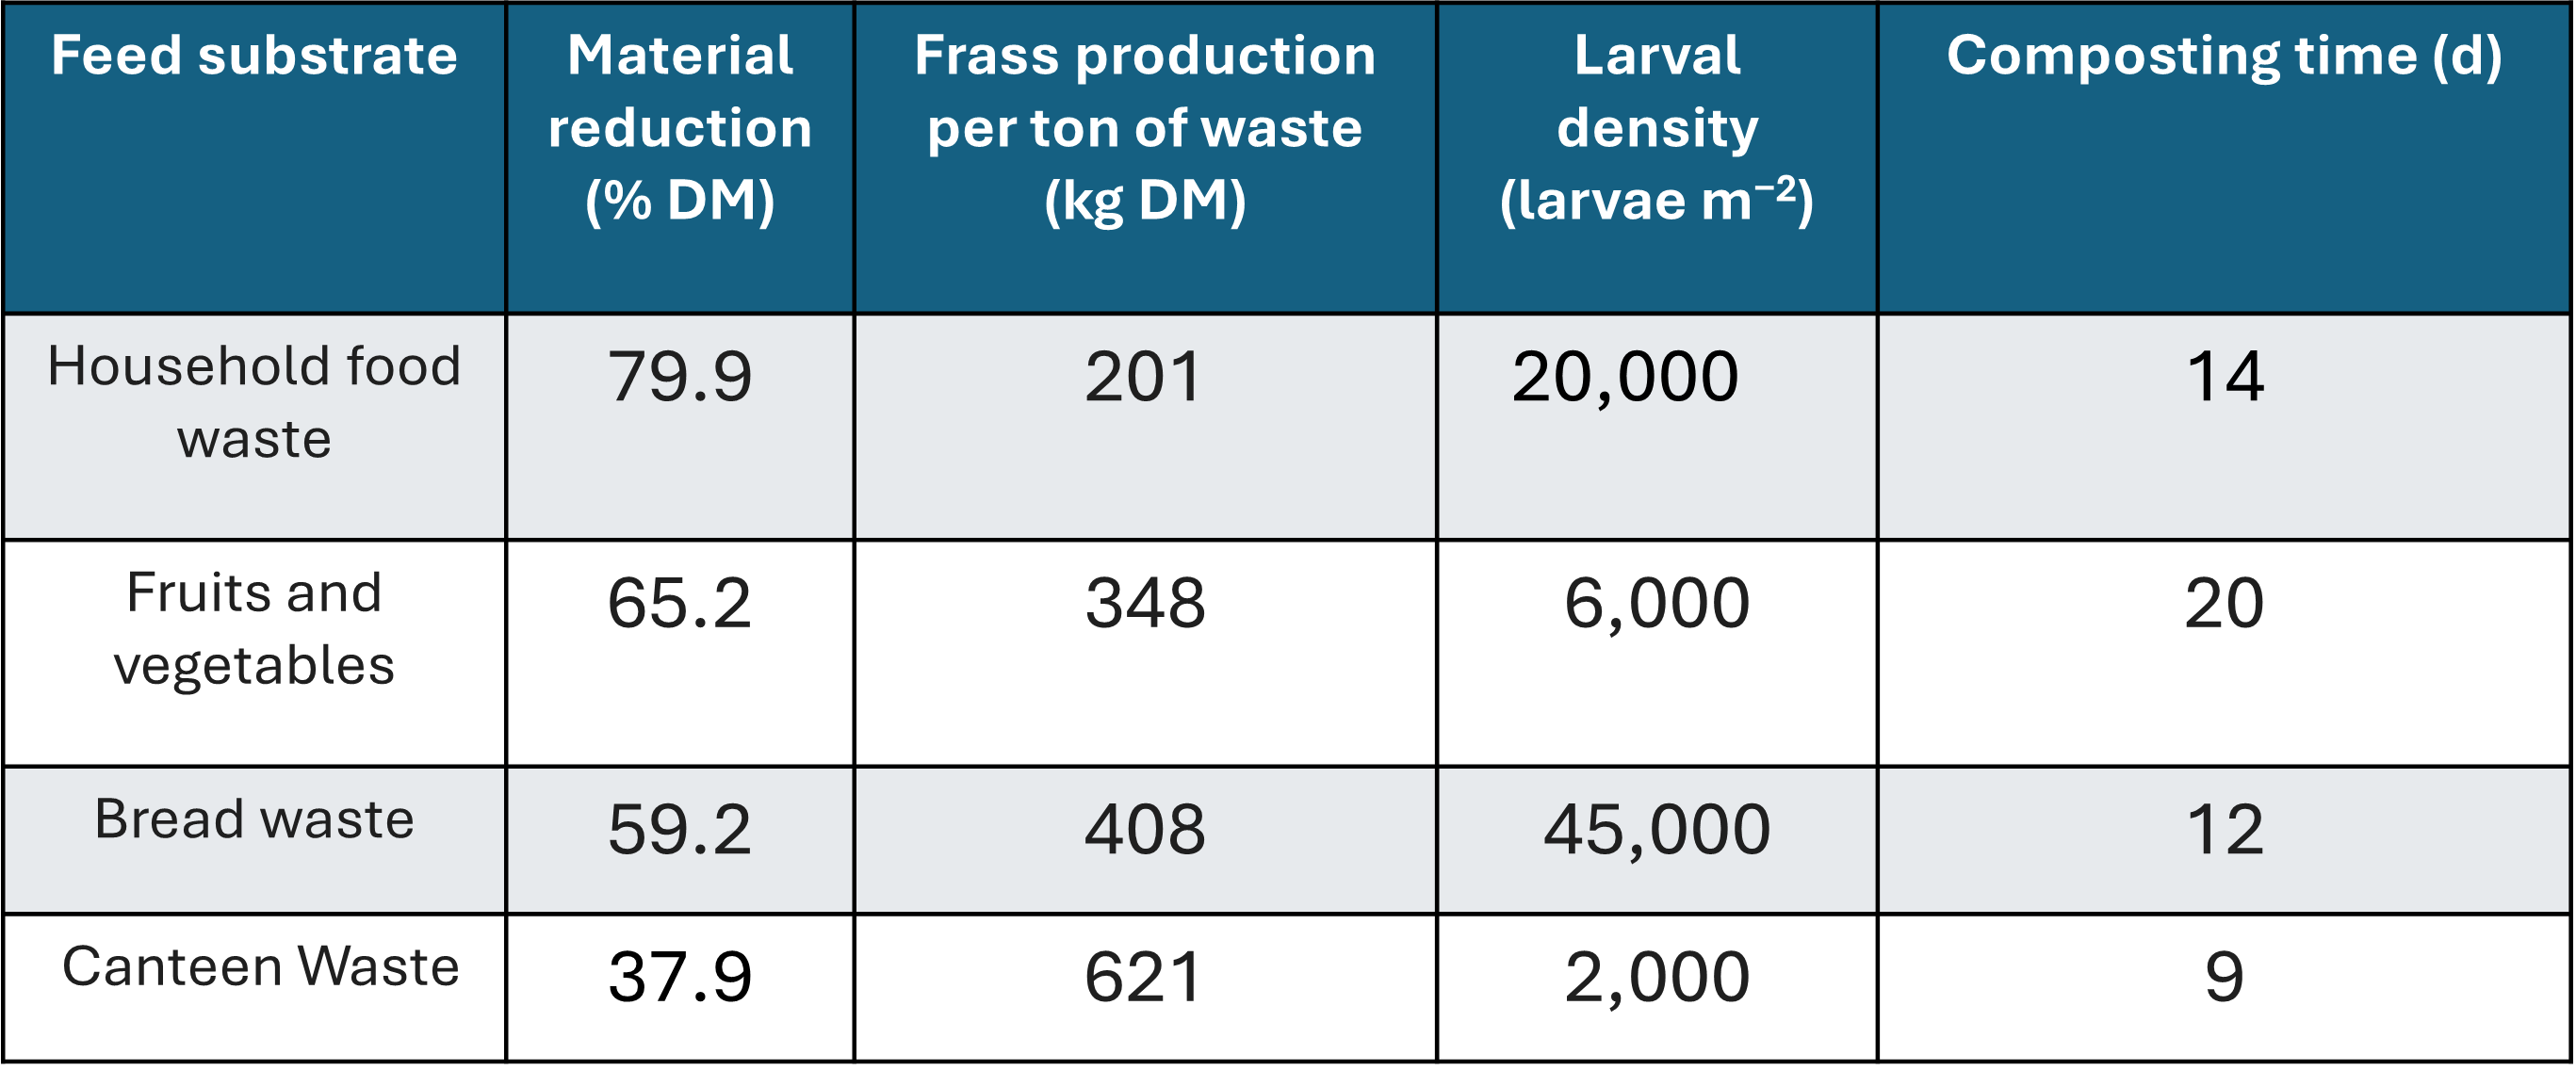 Feed substrate
Material
reduction
(% DM)
Frass production
per ton of waste
(kg DM)
Larval
density
(larvae m⁻²)
Composting time (d)
Household food
waste
79.9
201
20,000
14
Fruits and
vegetables
65.2
348
6,000
20
Bread waste
59.2
408
45,000
12
Canteen Waste
37.9
621
2,000
9